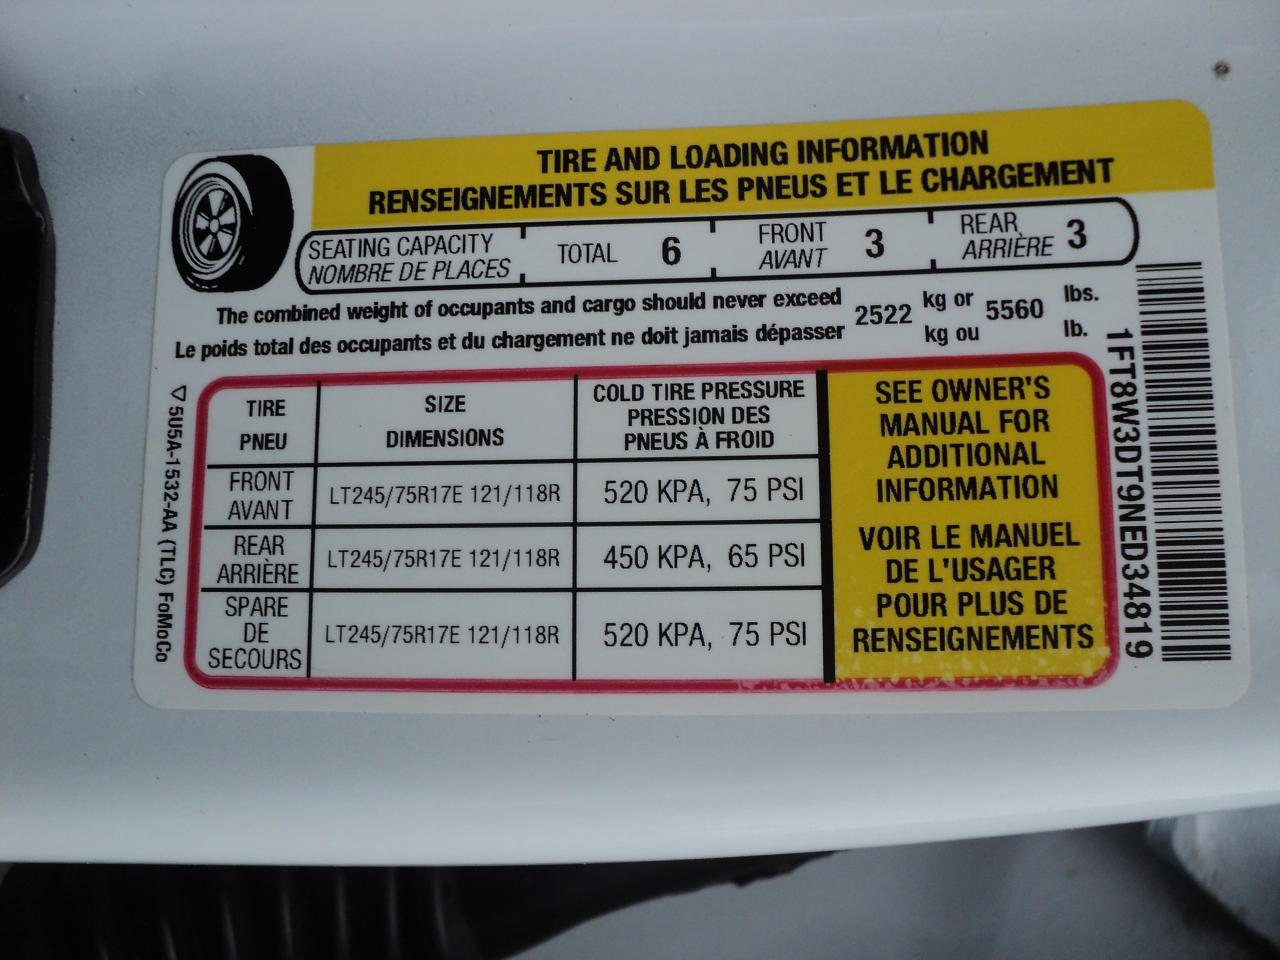 TIRE AND LOADING INFORMATION
RENSEIGNEMENTS SUR LES PNEUS ET LE CHARGEMENT
SEATING CAPACITY
NOMBRE DE PLACES
TOTAL 6
FRONT
AVANT
3
REAR
ARRIÈRE
3
The combined weight of occupants and cargo should never exceed
Le poids total des occupants et du chargement ne doit jamais dépasser
2522
kg or
kg ou
5560
lbs.
lb.
TIRE
PNEU
SIZE
DIMENSIONS
COLD TIRE PRESSURE
PRESSION DES
PNEUS À FROID
FRONT
AVANT
LT245/75R17E 121/118R
520 KPA, 75 PSI
REAR
ARRIÈRE
LT245/75R17E 121/118R
450 KPA, 65 PSI
SPARE
DE
SECOURS
LT245/75R17E 121/118R
520 KPA, 75 PSI
SEE OWNER'S
MANUAL FOR
ADDITIONAL
INFORMATION
VOIR LE MANUEL
DE L'USAGER
POUR PLUS DE
RENSEIGNEMENTS
1FT8W3DT9NED34819
▽ 5U5A-1532-AA (TLC) FoMoCo